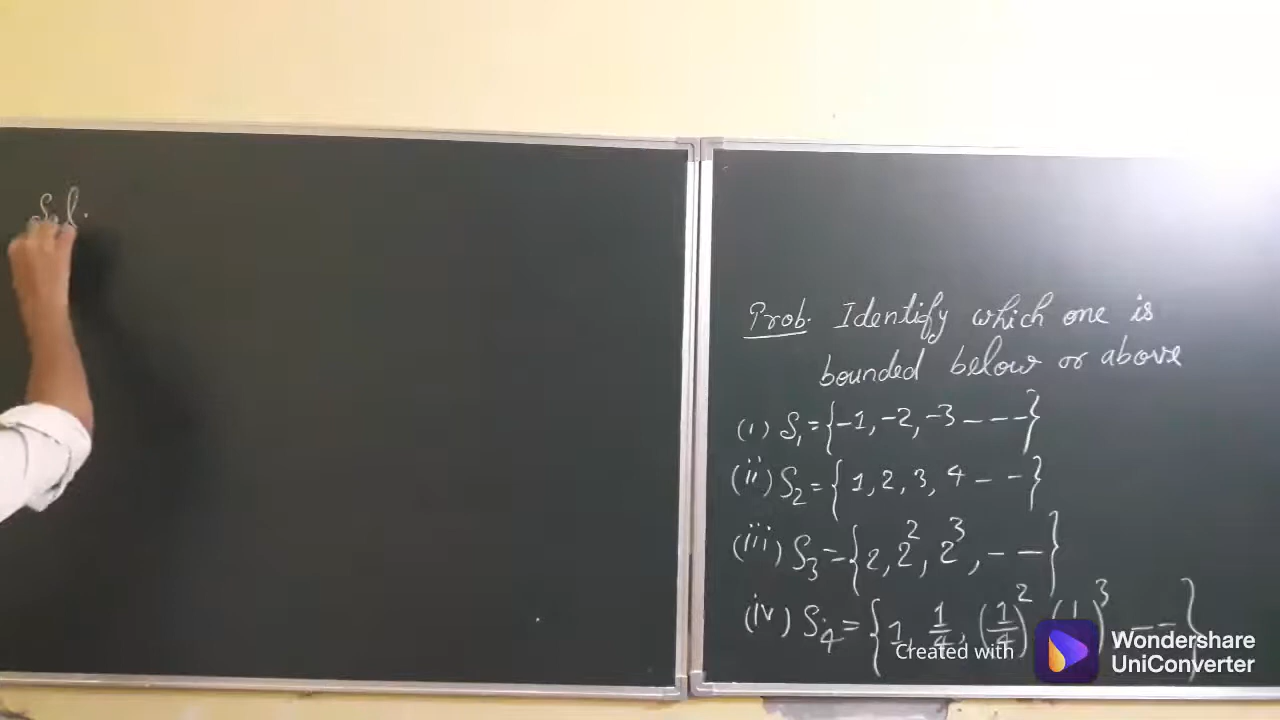 Sol.
Prob. Identify which one is
bounded below or above
(i) S₁ = {-1, -2, -3 - - -}
(ii) S₂ = { 1, 2, 3, 4 - - }
(iii) S₃ = {2, 2², 2³, - - }
(iv) S₄ = {1, 1/4, (1/4)², (1/ )³ - - }
Created with Wondershare
UniConverter